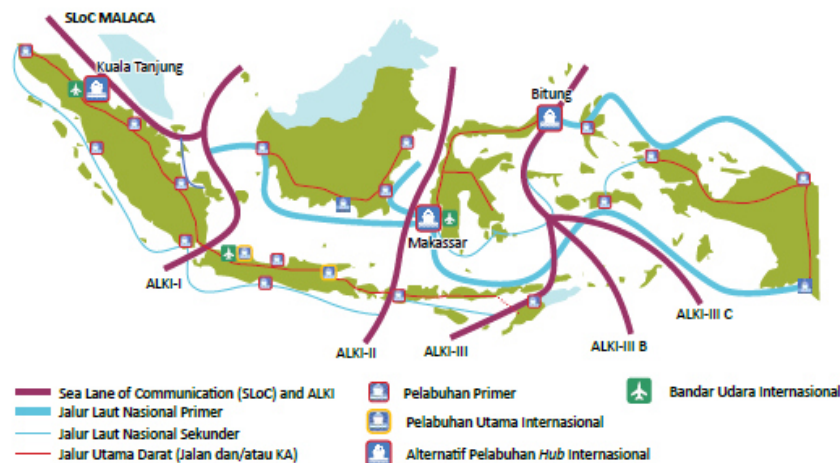 SLoC MALACA
Kuala Tanjung
Bitung
Makassar
ALKI-I
ALKI-II
ALKI-III
ALKI-III B
ALKI-III C
Sea Lane of Communication (SLoC) and ALKI
Jalur Laut Nasional Primer
Jalur Laut Nasional Sekunder
Jalur Utama Darat (Jalan dan/atau KA)
Pelabuhan Primer
Pelabuhan Utama Internasional
Alternatif Pelabuhan Hub Internasional
Bandar Udara Internasional